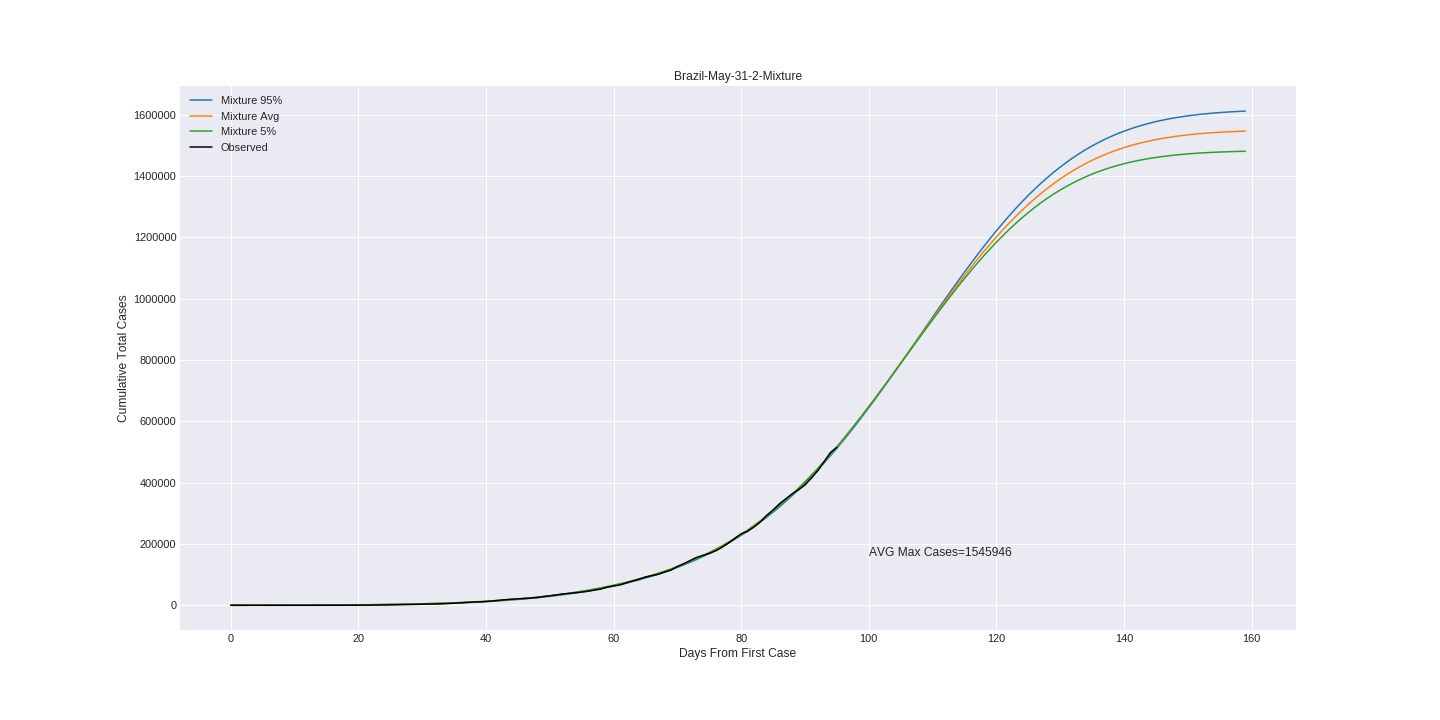 Brazil-May-31-2-Mixture
Mixture 95%
Mixture Avg
Mixture 5%
Observed
1600000
1400000
1200000
1000000
800000
600000
400000
200000
0
Cumulative Total Cases
AVG Max Cases=1545946
0 20 40 60 80 100 120 140 160
Days From First Case